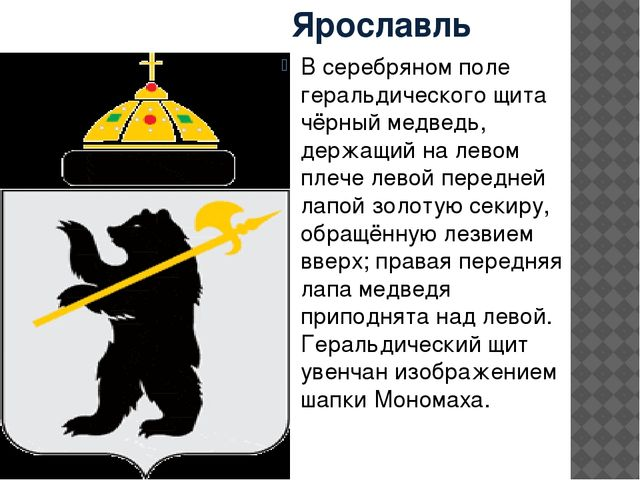 Ярославль
В серебряном поле
геральдического щита
чёрный медведь,
держащий на левом
плече левой передней
лапой золотую секиру,
обращённую лезвием
вверх; правая передняя
лапа медведя
приподнята над левой.
Геральдический щит
увенчан изображением
шапки Мономаха.